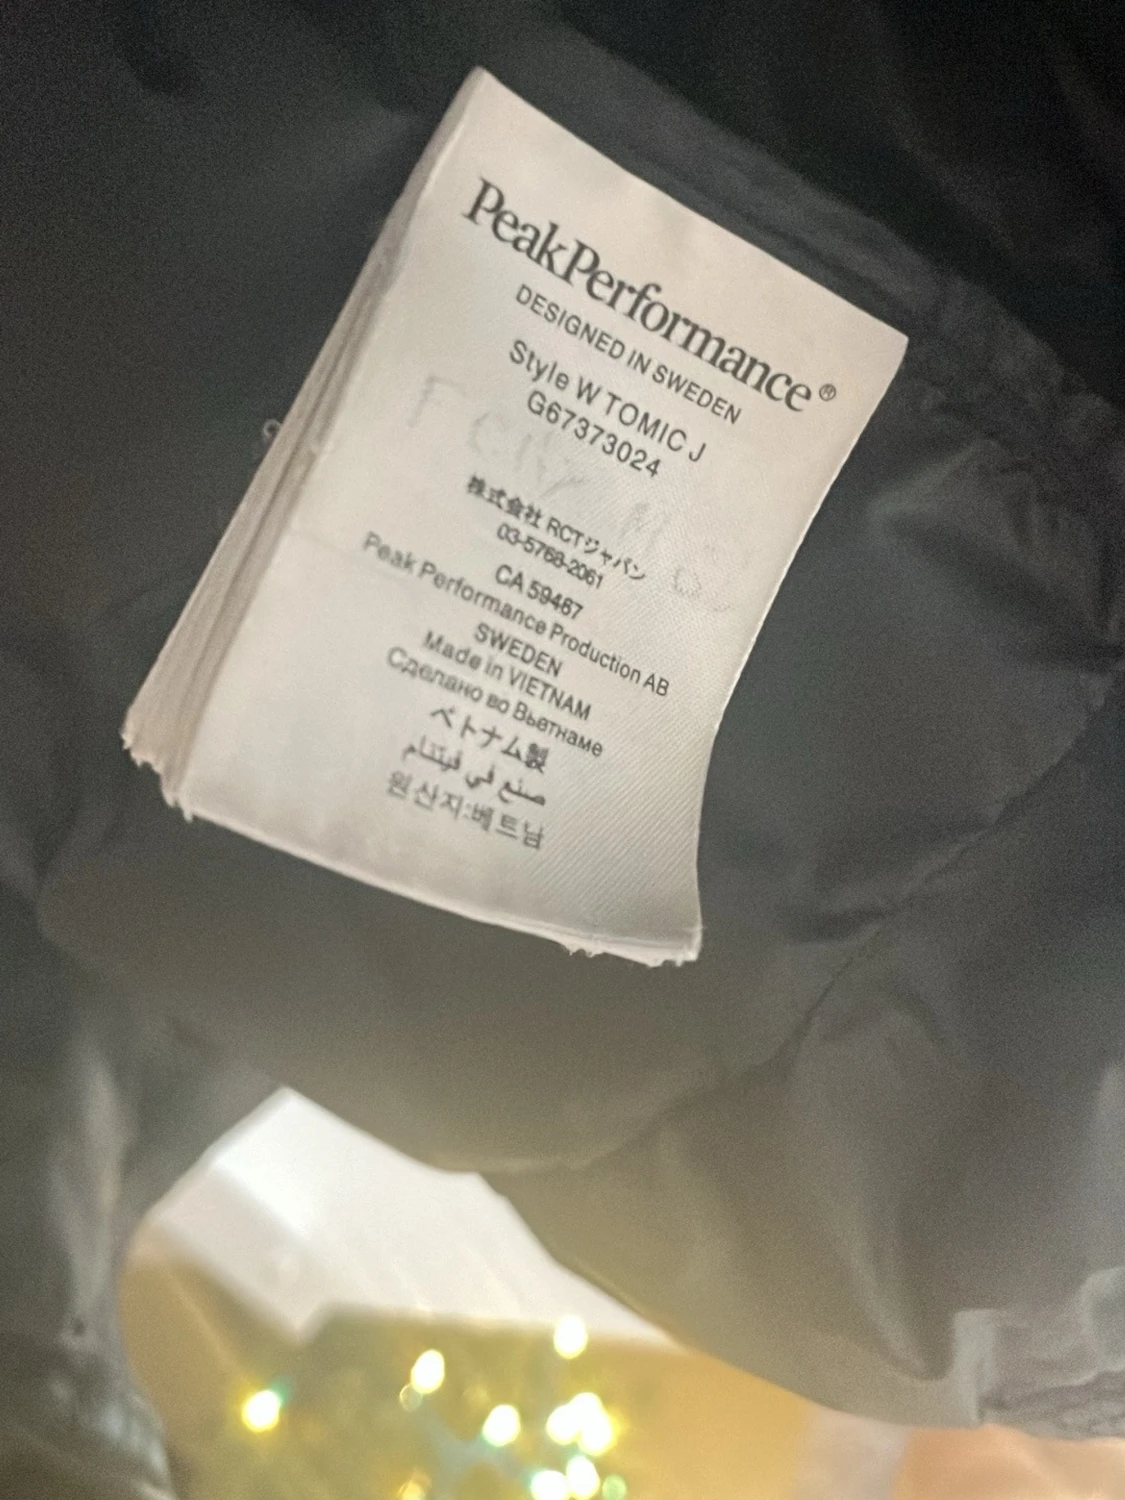 PeakPerformance®
DESIGNED IN SWEDEN
Style W TOMIC J
G67373024
株式会社 RCTジャパン
03-5768-2061
CA 59467
Peak Performance Production AB
SWEDEN
Made in VIETNAM
Сделано во Вьетнаме
ベトナム製
صنع في فيتنام
원산지:베트남